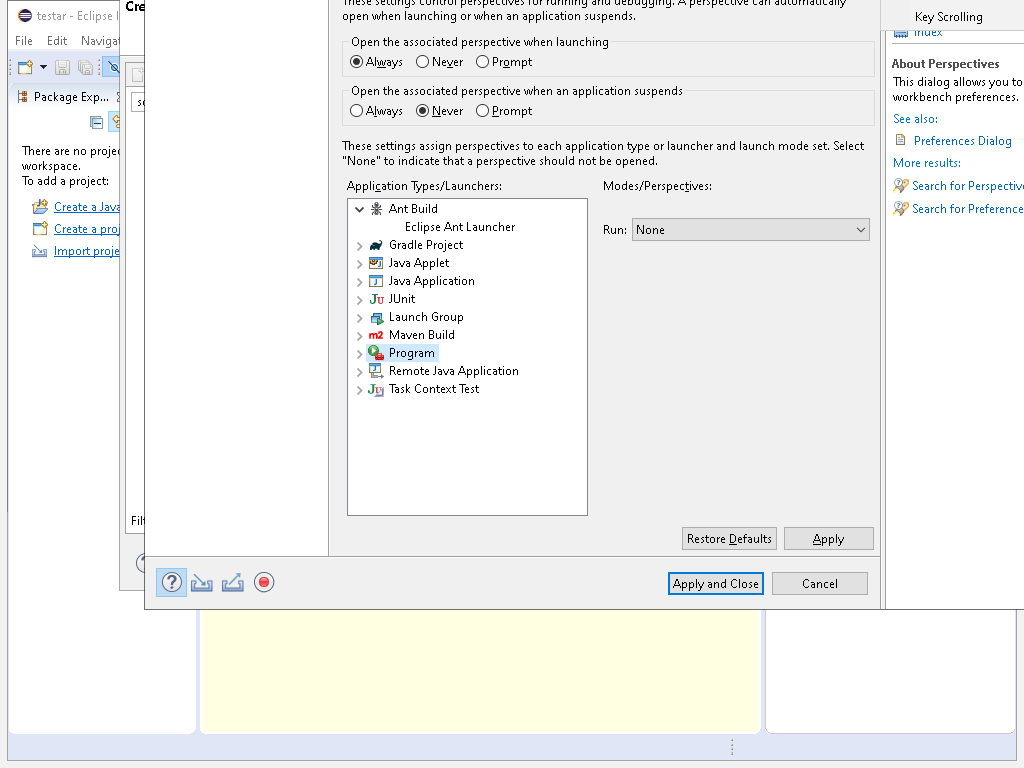 testar - Eclipse I
File Edit Navigat
Package Exp...
There are no proje
workspace.
To add a project:
Create a Java
Create a proj
Import proje
Cre
Filt
These settings control perspectives for running and debugging. A perspective can automatically
open when launching or when an application suspends.
Open the associated perspective when launching
Always Never Prompt
Open the associated perspective when an application suspends
Always Never Prompt
These settings assign perspectives to each application type or launcher and launch mode set. Select
"None" to indicate that a perspective should not be opened.
Application Types/Launchers:
Modes/Perspectives:
Ant Build
Eclipse Ant Launcher
Gradle Project
Java Applet
Java Application
JUnit
Launch Group
Maven Build
Program
Remote Java Application
Task Context Test
Run: None
Restore Defaults Apply
Apply and Close Cancel
Key Scrolling
Index
About Perspectives
This dialog allows you to
workbench preferences.
See also:
Preferences Dialog
More results:
Search for Perspective
Search for Preference